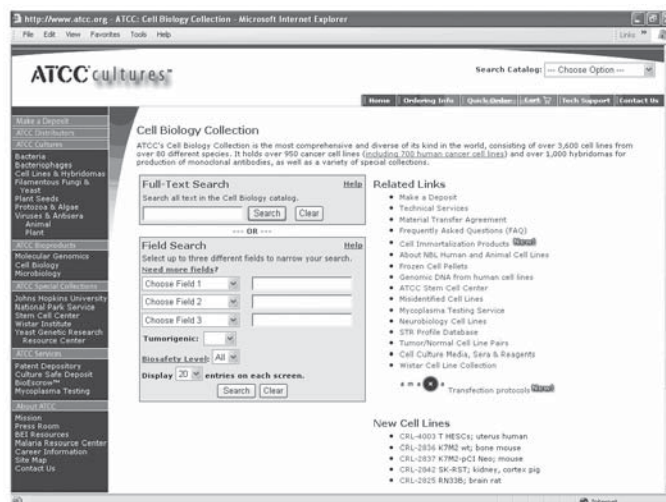 http://www.atcc.org - ATCC: Cell Biology Collection - Microsoft Internet Explorer
File Edit View Favorites Tools Help
Links »
ATCC cultures
Search Catalog: --- Choose Option ---
Home Ordering Info Quick Order Cart Tech Support Contact Us
Make a Deposit
ATCC Distributors
ATCC Cultures
Bacteria
Bacteriophages
Cell Lines & Hybridomas
Filamentous Fungi &
Yeast
Plant Seeds
Protozoa & Algae
Viruses & Antisera
Animal
Plant
ATCC Bioproducts
Molecular Genomics
Cell Biology
Microbiology
ATCC Special Collections
Johns Hopkins University
National Park Service
Stem Cell Center
Wistar Institute
Yeast Genetic Research
Resource Center
ATCC Services
Patent Depository
Culture Safe Deposit
BioEscrow™
Mycoplasma Testing
About ATCC
Mission
Press Room
BEI Resources
Malaria Resource Center
Career Information
Site Map
Contact Us
Cell Biology Collection
ATCC's Cell Biology Collection is the most comprehensive and diverse of its kind in the world, consisting of over 3,600 cell lines from
over 80 different species. It holds over 950 cancer cell lines (including 700 human cancer cell lines) and over 1,000 hybridomas for
production of monoclonal antibodies, as well as a variety of special collections.
Full-Text Search Help
Search all text in the Cell Biology catalog.
Search Clear
--- OR ---
Field Search Help
Select up to three different fields to narrow your search.
Need more fields?
Choose Field 1
Choose Field 2
Choose Field 3
Tumorigenic:
Biosafety Level: All
Display 20 entries on each screen.
Search Clear
Related Links
Make a Deposit
Technical Services
Material Transfer Agreement
Frequently Asked Questions (FAQ)
Cell Immortalization Products New!
About NBL Human and Animal Cell Lines
Frozen Cell Pellets
Genomic DNA from human cell lines
ATCC Stem Cell Center
Misidentified Cell Lines
Mycoplasma Testing Service
Neurobiology Cell Lines
STR Profile Database
Tumor/Normal Cell Line Pairs
Cell Culture Media, Sera & Reagents
Wistar Cell Line Collection
amaxa Transfection protocols New!
New Cell Lines
CRL-4003 T HESCs; uterus human
CRL-2836 K7M2 wt; bone mouse
CRL-2837 K7M2-pCI Neo; mouse
CRL-2842 SK-RST; kidney, cortex pig
CRL-2825 RN33B; brain rat
Internet